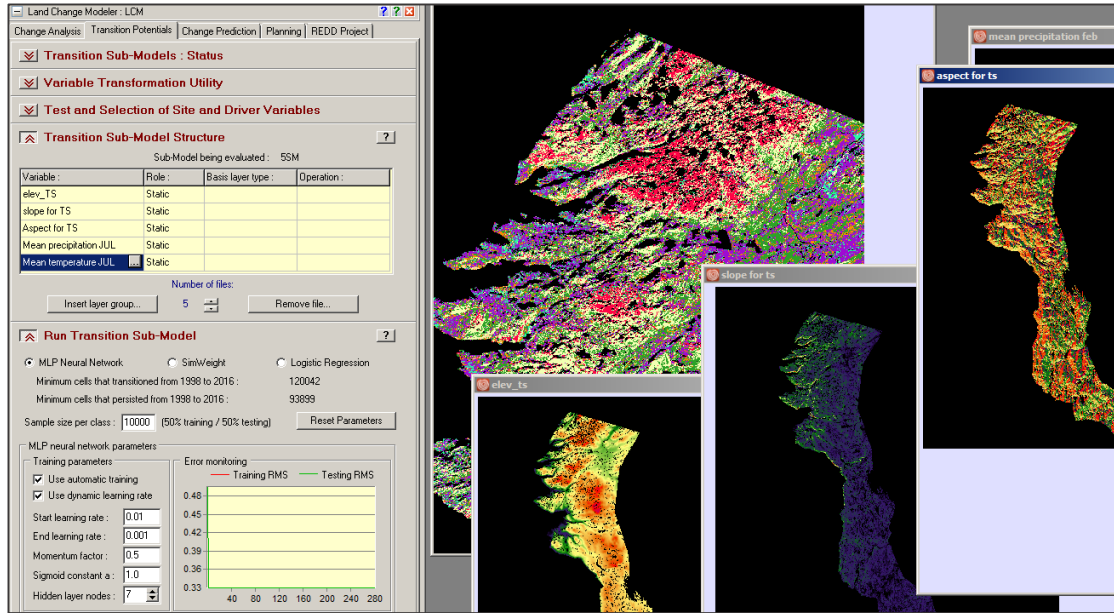 Land Change Modeler : LCM
? ?
Change Analysis Transition Potentials Change Prediction Planning REDD Project
Transition Sub-Models : Status
Variable Transformation Utility
Test and Selection of Site and Driver Variables
Transition Sub-Model Structure ?
Sub-Model being evaluated : 5SM
Variable : Role : Basis layer type : Operation :
elev_TS Static
slope for TS Static
Aspect for TS Static
Mean precipitation JUL Static
Mean temperature JUL ... Static
Number of files:
Insert layer group... 5 Remove file...
Run Transition Sub-Model ?
MLP Neural Network SimWeight Logistic Regression
Minimum cells that transitioned from 1998 to 2016 : 120042
Minimum cells that persisted from 1998 to 2016 : 93899
Sample size per class : 10000 (50% training / 50% testing) Reset Parameters
MLP neural network parameters
Training parameters
Use automatic training
Use dynamic learning rate
Start learning rate : 0.01
End learning rate : 0.001
Momentum factor : 0.5
Sigmoid constant a : 1.0
Hidden layer nodes : 7
Error monitoring
Training RMS Testing RMS
0.48
0.45
0.42
0.39
0.36
0.33
40 80 120 160 200 240 280
mean precipitation feb
aspect for ts
slope for ts
elev_ts